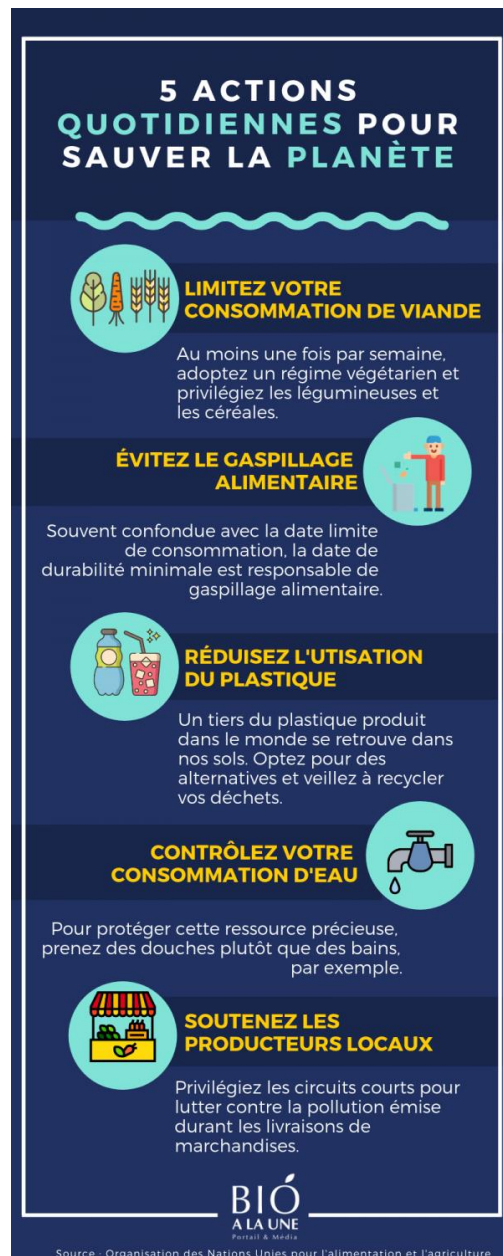 5 ACTIONS
QUOTIDIENNES POUR
SAUVER LA PLANÈTE
LIMITEZ VOTRE
CONSOMMATION DE VIANDE
Au moins une fois par semaine,
adoptez un régime végétarien et
privilégiez les légumineuses et
les céréales.
ÉVITEZ LE GASPILLAGE
ALIMENTAIRE
Souvent confondue avec la date limite
de consommation, la date de
durabilité minimale est responsable de
gaspillage alimentaire.
RÉDUISEZ L'UTISATION
DU PLASTIQUE
Un tiers du plastique produit
dans le monde se retrouve dans
nos sols. Optez pour des
alternatives et veillez à recycler
vos déchets.
CONTRÔLEZ VOTRE
CONSOMMATION D'EAU
Pour protéger cette ressource précieuse,
prenez des douches plutôt que des bains,
par exemple.
SOUTENEZ LES
PRODUCTEURS LOCAUX
Privilégiez les circuits courts pour
lutter contre la pollution émise
durant les livraisons de
marchandises.
BIÓ
A LA UNE
Portail & Média
Source : Organisation des Nations Unies pour l'alimentation et l'agriculture